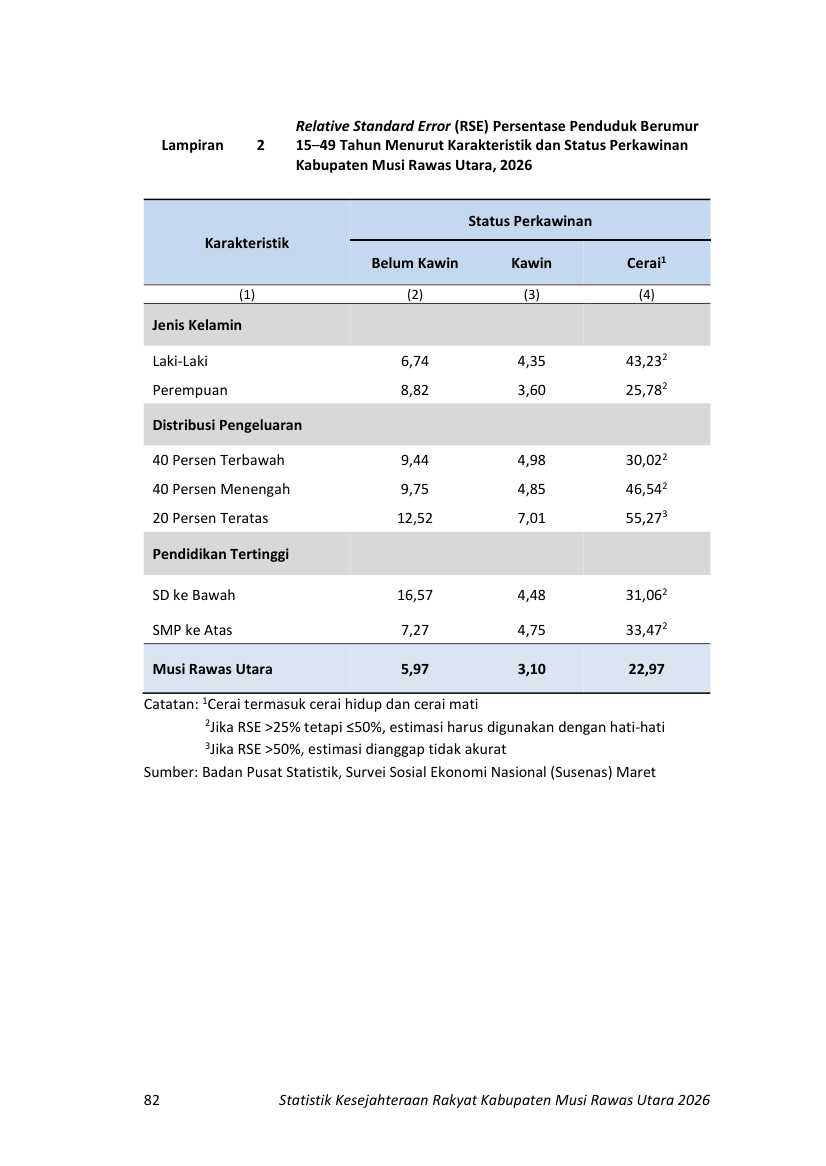 Relative Standard Error (RSE) Persentase Penduduk Berumur
Lampiran 2 15–49 Tahun Menurut Karakteristik dan Status Perkawinan
Kabupaten Musi Rawas Utara, 2026
Karakteristik Status Perkawinan
Belum Kawin Kawin Cerai¹
(1) (2) (3) (4)
Jenis Kelamin
Laki-Laki 6,74 4,35 43,23²
Perempuan 8,82 3,60 25,78²
Distribusi Pengeluaran
40 Persen Terbawah 9,44 4,98 30,02²
40 Persen Menengah 9,75 4,85 46,54²
20 Persen Teratas 12,52 7,01 55,27³
Pendidikan Tertinggi
SD ke Bawah 16,57 4,48 31,06²
SMP ke Atas 7,27 4,75 33,47²
Musi Rawas Utara 5,97 3,10 22,97
Catatan: ¹Cerai termasuk cerai hidup dan cerai mati
²Jika RSE >25% tetapi ≤50%, estimasi harus digunakan dengan hati-hati
³Jika RSE >50%, estimasi dianggap tidak akurat
Sumber: Badan Pusat Statistik, Survei Sosial Ekonomi Nasional (Susenas) Maret
82 Statistik Kesejahteraan Rakyat Kabupaten Musi Rawas Utara 2026